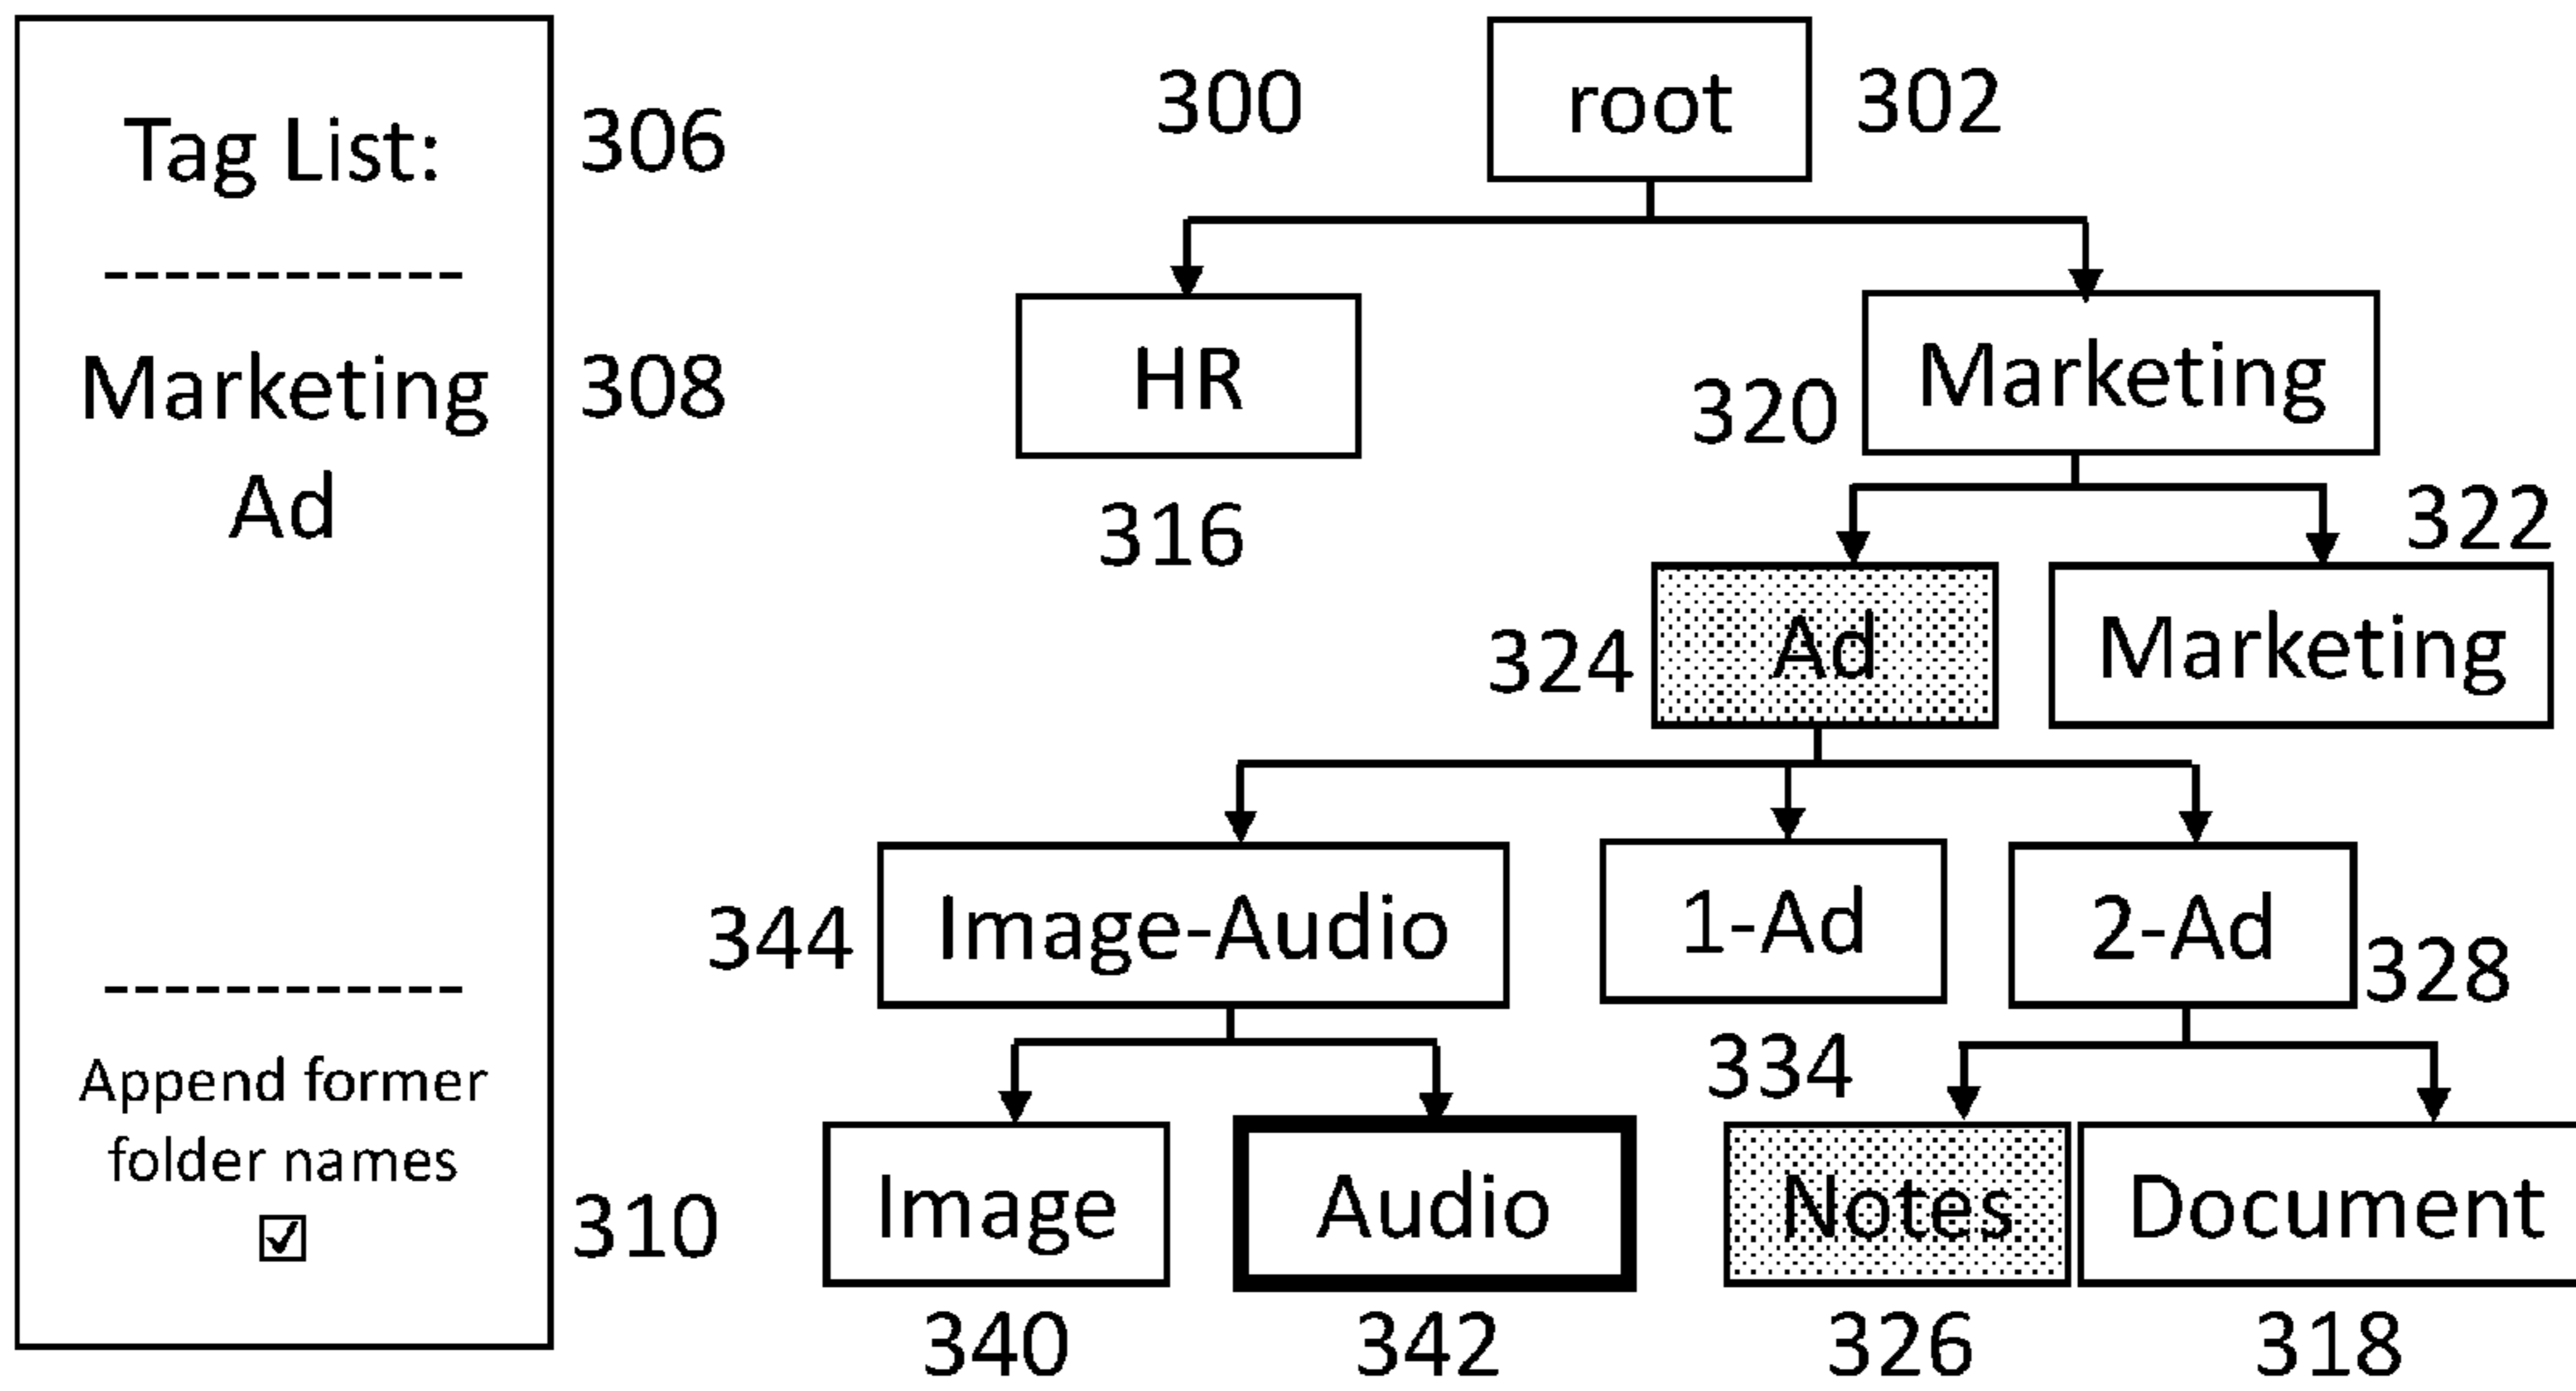 Tag List:
306
-------------
Marketing
308
Ad
-------------
Append former
folder names
☑
310
300
root
302
HR
316
320
Marketing
322
324
Ad
Marketing
344
Image-Audio
1-Ad
334
2-Ad
328
Image
340
Audio
342
Notes
326
Document
318